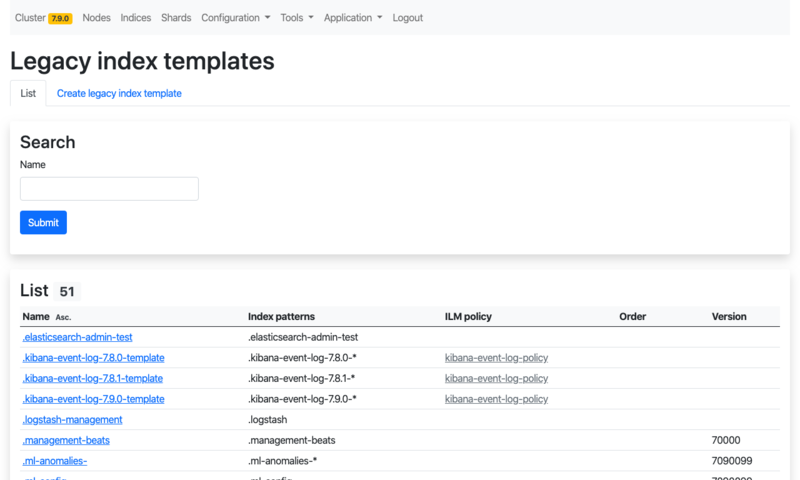 Cluster 7.9.0 Nodes Indices Shards Configuration Tools Application Logout
Legacy index templates
List Create legacy index template
Search
Name
Submit
List 51
Name Asc. Index patterns ILM policy Order Version
.elasticsearch-admin-test .elasticsearch-admin-test
.kibana-event-log-7.8.0-template .kibana-event-log-7.8.0-* kibana-event-log-policy
.kibana-event-log-7.8.1-template .kibana-event-log-7.8.1-* kibana-event-log-policy
.kibana-event-log-7.9.0-template .kibana-event-log-7.9.0-* kibana-event-log-policy
.logstash-management .logstash
.management-beats .management-beats 70000
.ml-anomalies- .ml-anomalies-* 7090099
.ml-config .ml-config